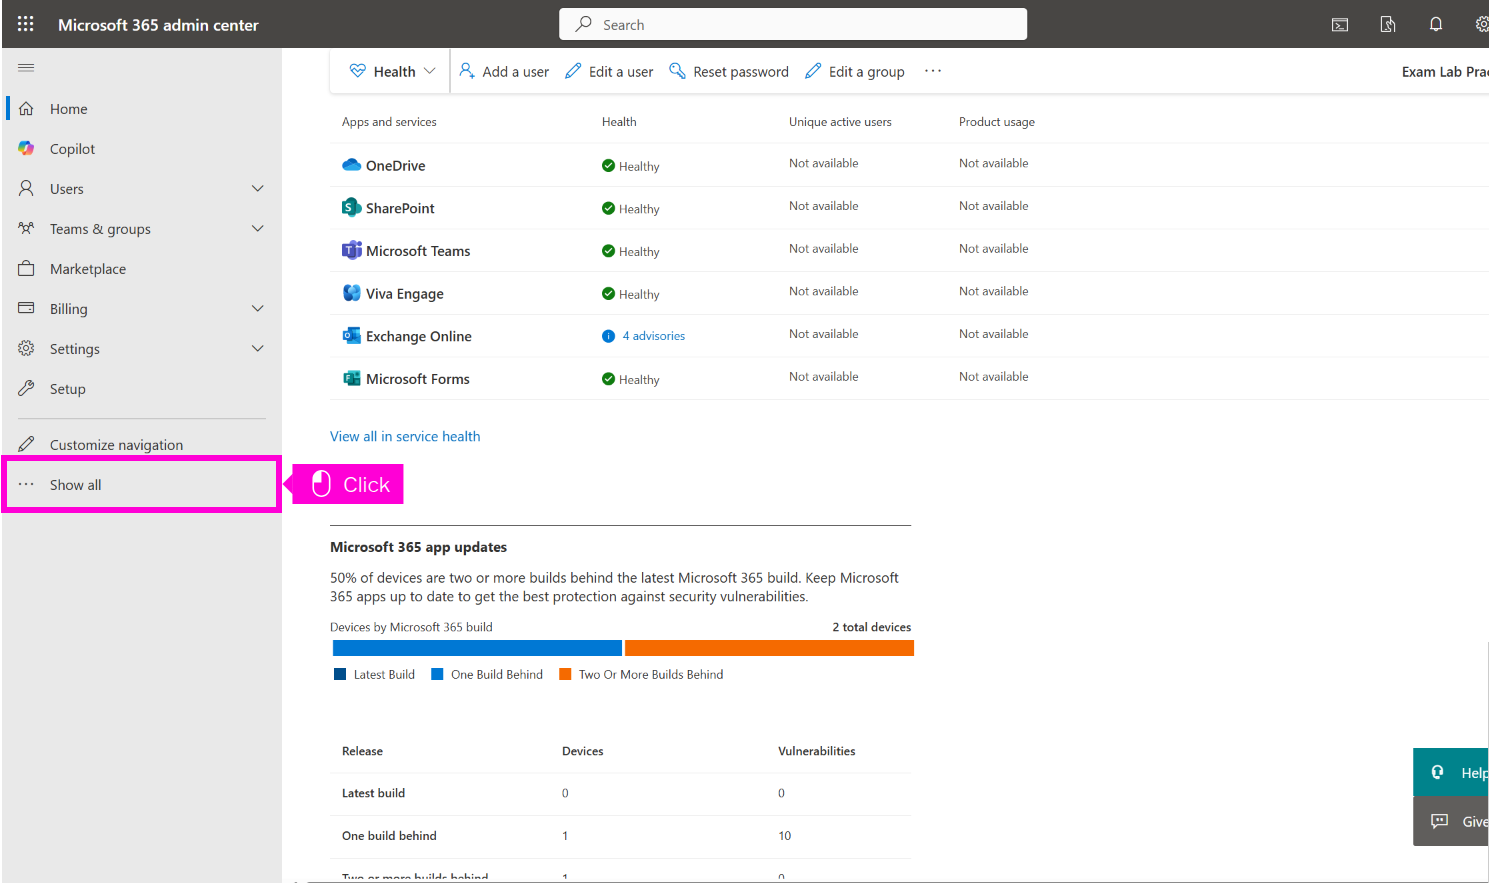 Microsoft 365 admin center
Search
Home
Copilot
Users
Teams & groups
Marketplace
Billing
Settings
Setup
Customize navigation
Show all
Click
Health
Add a user
Edit a user
Reset password
Edit a group
Exam Lab Prac
Apps and services Health Unique active users Product usage
OneDrive Healthy Not available Not available
SharePoint Healthy Not available Not available
Microsoft Teams Healthy Not available Not available
Viva Engage Healthy Not available Not available
Exchange Online 4 advisories Not available Not available
Microsoft Forms Healthy Not available Not available
View all in service health
Microsoft 365 app updates
50% of devices are two or more builds behind the latest Microsoft 365 build. Keep Microsoft
365 apps up to date to get the best protection against security vulnerabilities.
Devices by Microsoft 365 build 2 total devices
Latest Build One Build Behind Two Or More Builds Behind
Release Devices Vulnerabilities
Latest build 0 0
One build behind 1 10
Two or more builds behind 1 0
Help
Give